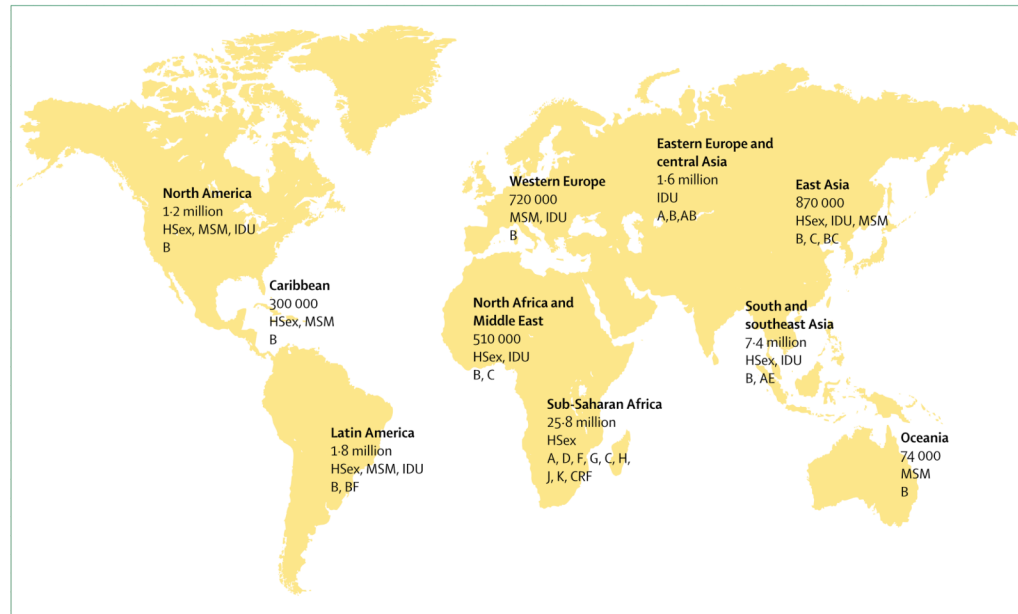 North America
1·2 million
HSex, MSM, IDU
B
Caribbean
300 000
HSex, MSM
B
Latin America
1·8 million
HSex, MSM, IDU
B, BF
Western Europe
720 000
MSM, IDU
B
North Africa and
Middle East
510 000
HSex, IDU
B, C
Sub-Saharan Africa
25·8 million
HSex
A, D, F, G, C, H,
J, K, CRF
Eastern Europe and
central Asia
1·6 million
IDU
A,B,AB
East Asia
870 000
HSex, IDU, MSM
B, C, BC
South and
southeast Asia
7·4 million
HSex, IDU
B, AE
Oceania
74 000
MSM
B